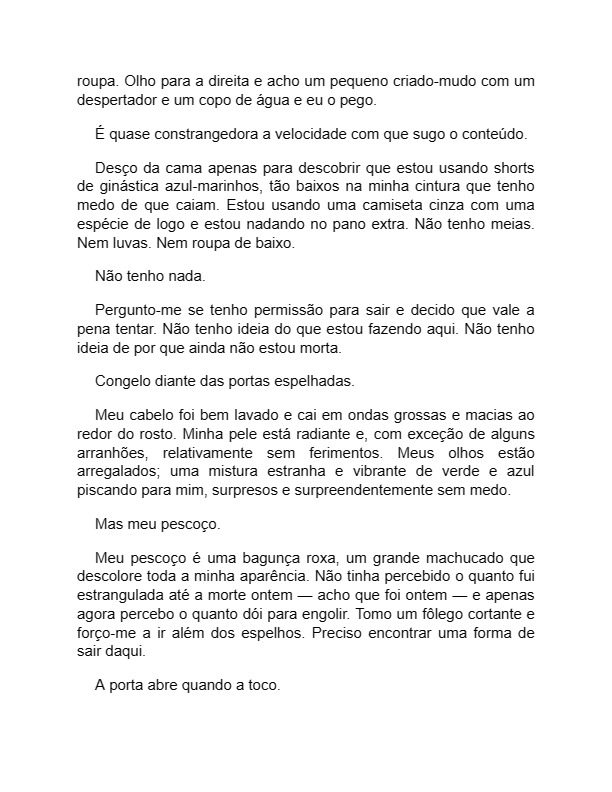 roupa. Olho para a direita e acho um pequeno criado-mudo com um
despertador e um copo de água e eu o pego.
É quase constrangedora a velocidade com que sugo o conteúdo.
Desço da cama apenas para descobrir que estou usando shorts
de ginástica azul-marinhos, tão baixos na minha cintura que tenho
medo de que caiam. Estou usando uma camiseta cinza com uma
espécie de logo e estou nadando no pano extra. Não tenho meias.
Nem luvas. Nem roupa de baixo.
Não tenho nada.
Pergunto-me se tenho permissão para sair e decido que vale a
pena tentar. Não tenho ideia do que estou fazendo aqui. Não tenho
ideia de por que ainda não estou morta.
Congelo diante das portas espelhadas.
Meu cabelo foi bem lavado e cai em ondas grossas e macias ao
redor do rosto. Minha pele está radiante e, com exceção de alguns
arranhões, relativamente sem ferimentos. Meus olhos estão
arregalados; uma mistura estranha e vibrante de verde e azul
piscando para mim, surpresos e surpreendentemente sem medo.
Mas meu pescoço.
Meu pescoço é uma bagunça roxa, um grande machucado que
descolore toda a minha aparência. Não tinha percebido o quanto fui
estrangulada até a morte ontem — acho que foi ontem — e apenas
agora percebo o quanto dói para engolir. Tomo um fôlego cortante e
forço-me a ir além dos espelhos. Preciso encontrar uma forma de
sair daqui.
A porta abre quando a toco.